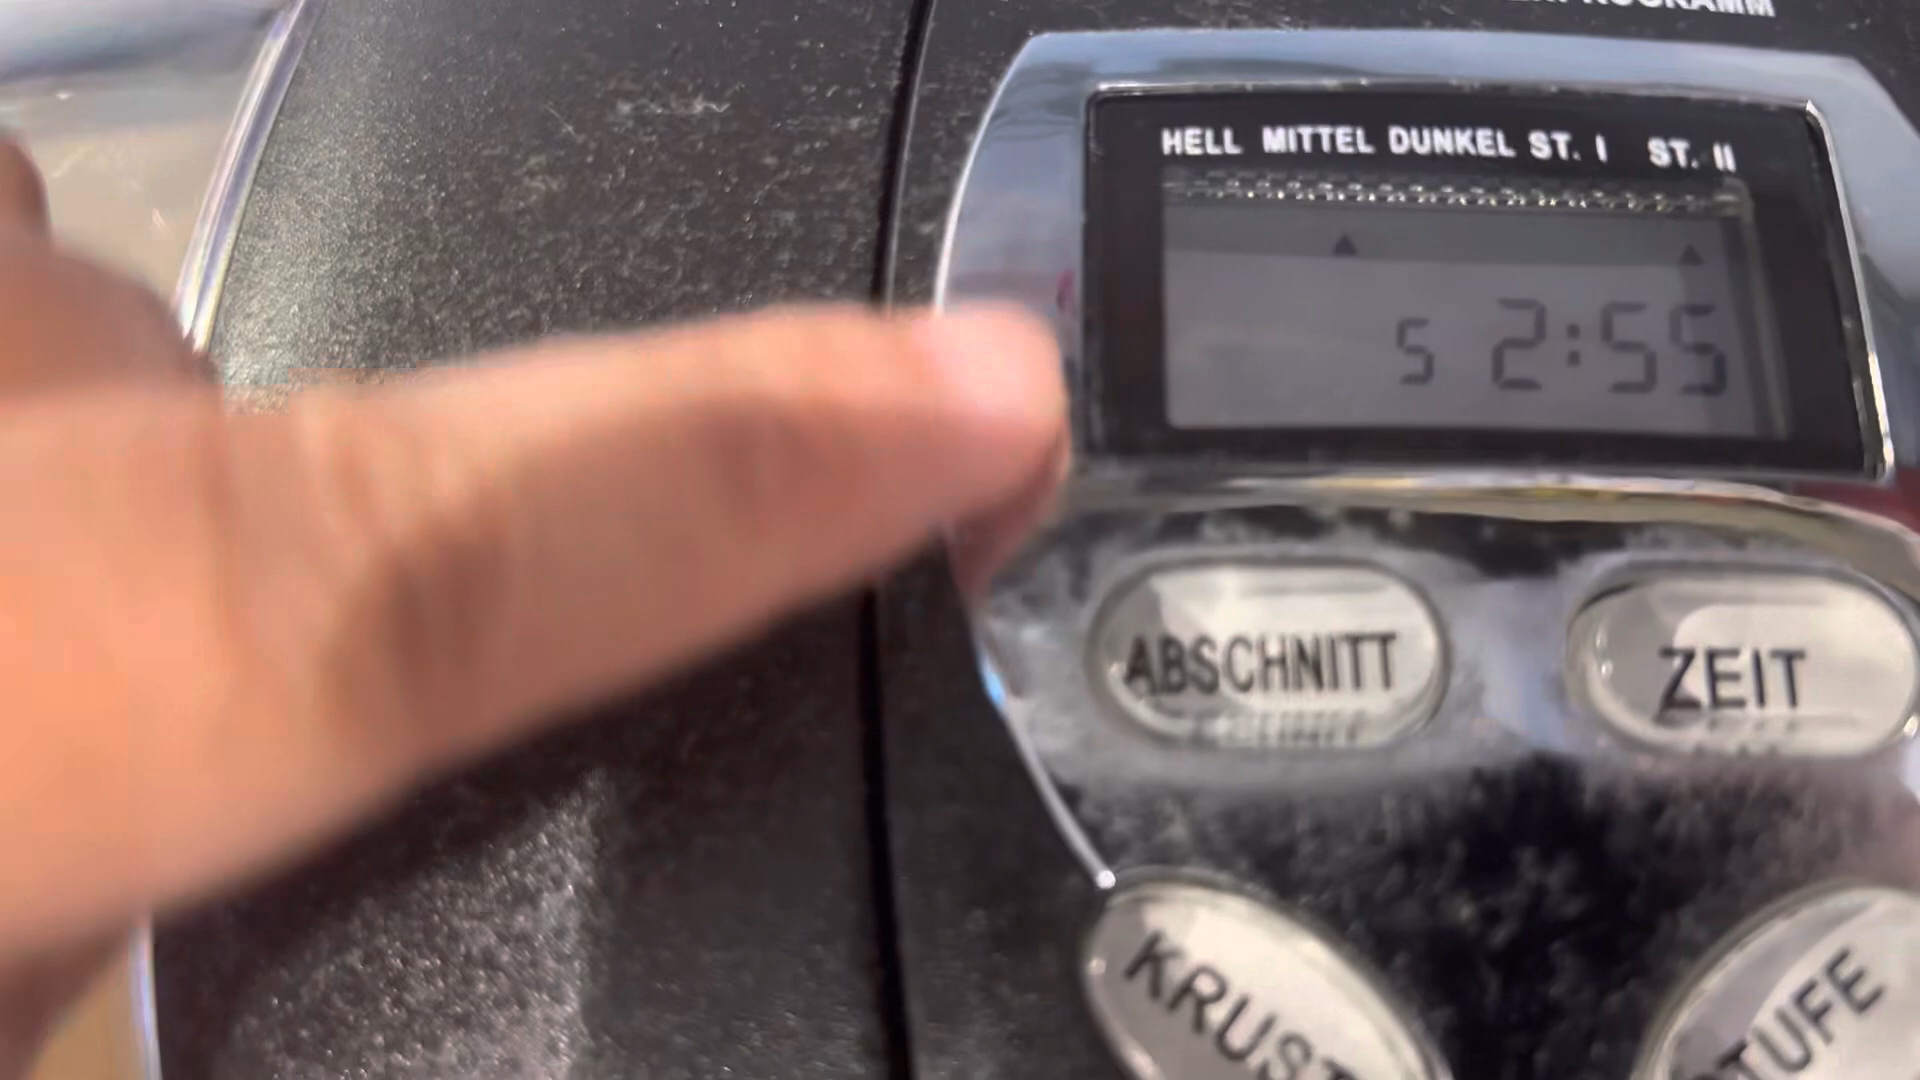 HELL MITTEL DUNKEL ST. I ST. II
5 2:55
ABSCHNITT
ZEIT